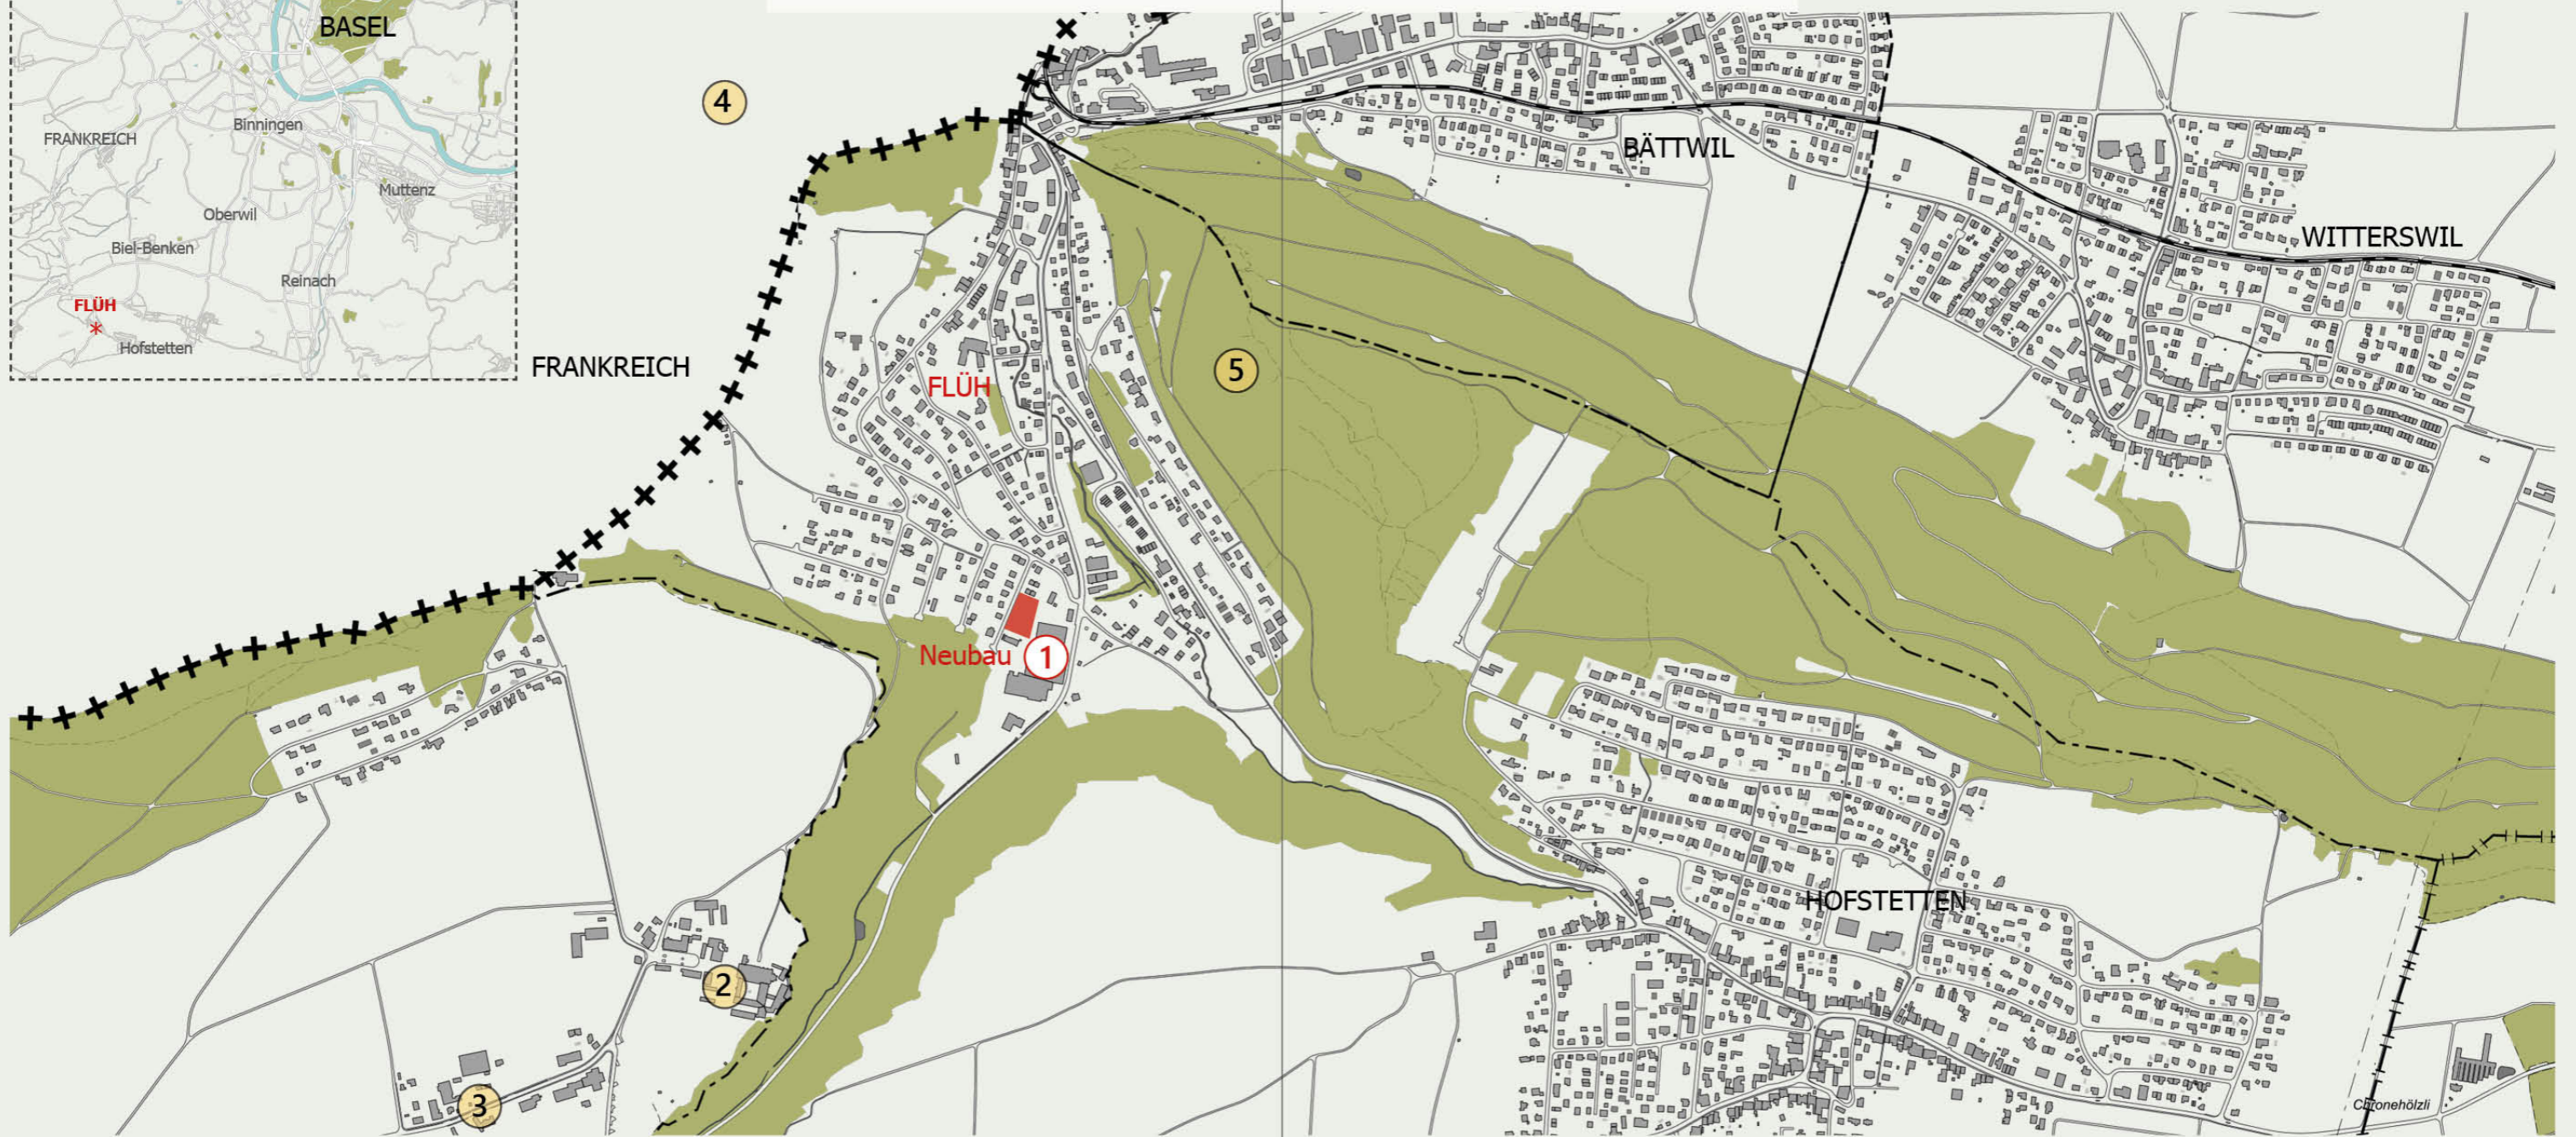 BASEL
FRANKREICH
Binningen
Muttenz
Oberwil
Biel-Benken
Reinach
FLÜH
*
Hofstetten
4
BÄTTWIL
WITTERSWIL
FRANKREICH
5
FLÜH
Neubau
1
HOFSTETTEN
2
3
Chronehölzli